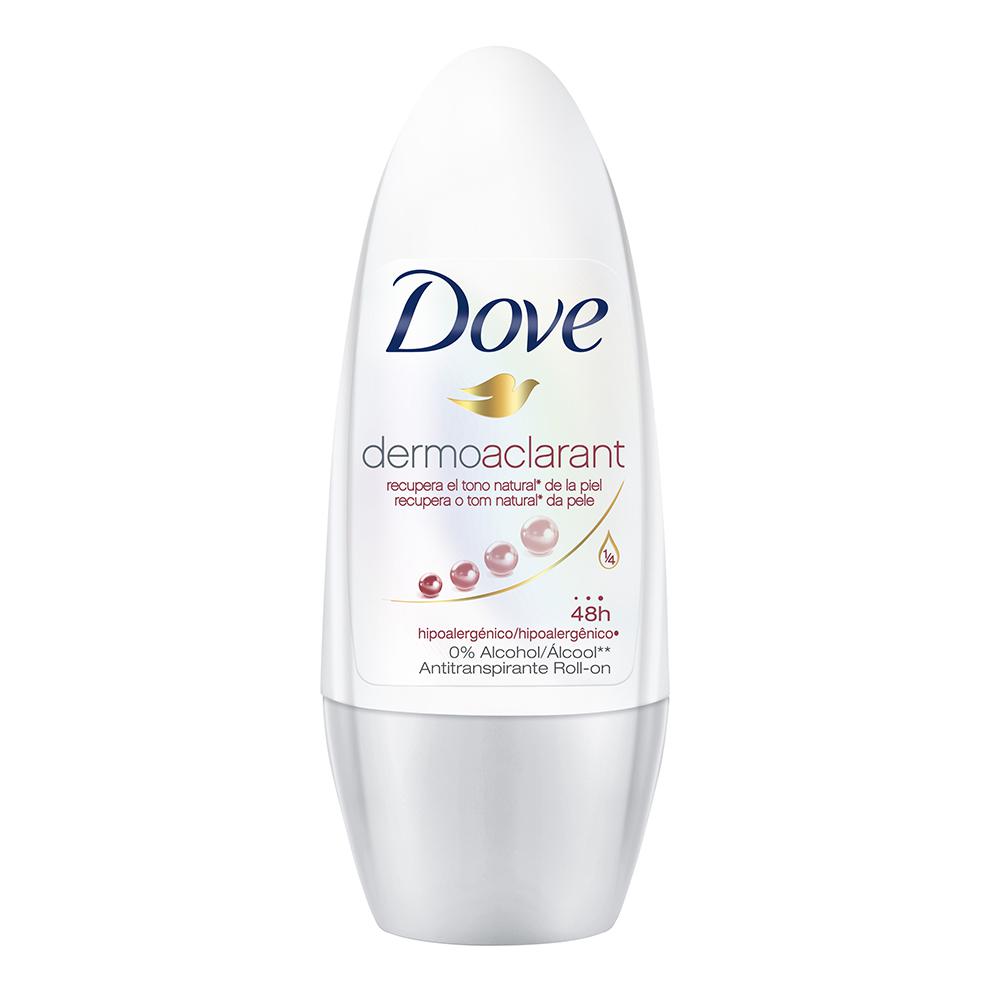 Dove
dermoaclarant
recupera el tono natural* de la piel
recupera o tom natural* da pele
1/4
48h
hipoalergénico/hipoalergênico•
0% Alcohol/Álcool**
Antitranspirante Roll-on